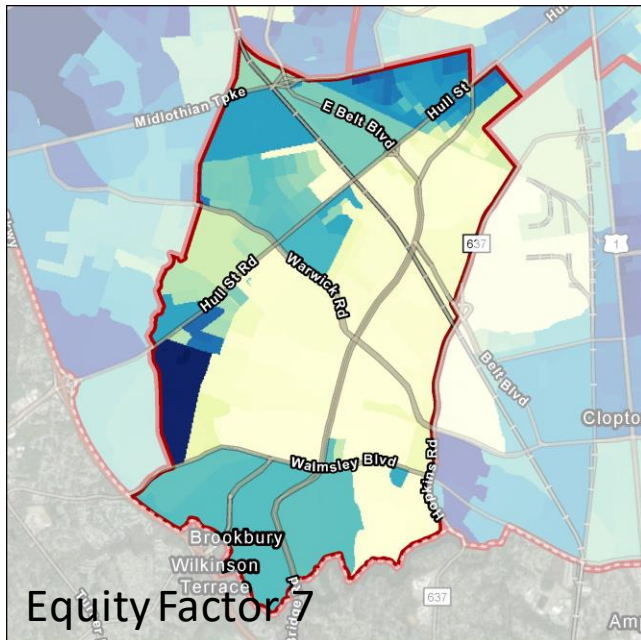 Hull St
Midlothian Tpke
E Belt Blvd
637
1
Hull St Rd
Warwick Rd
Belt Blvd
Walmsley Blvd
Hopkins Rd
Brookbury
Wilkinson
Terrace
637
Equity Factor 7